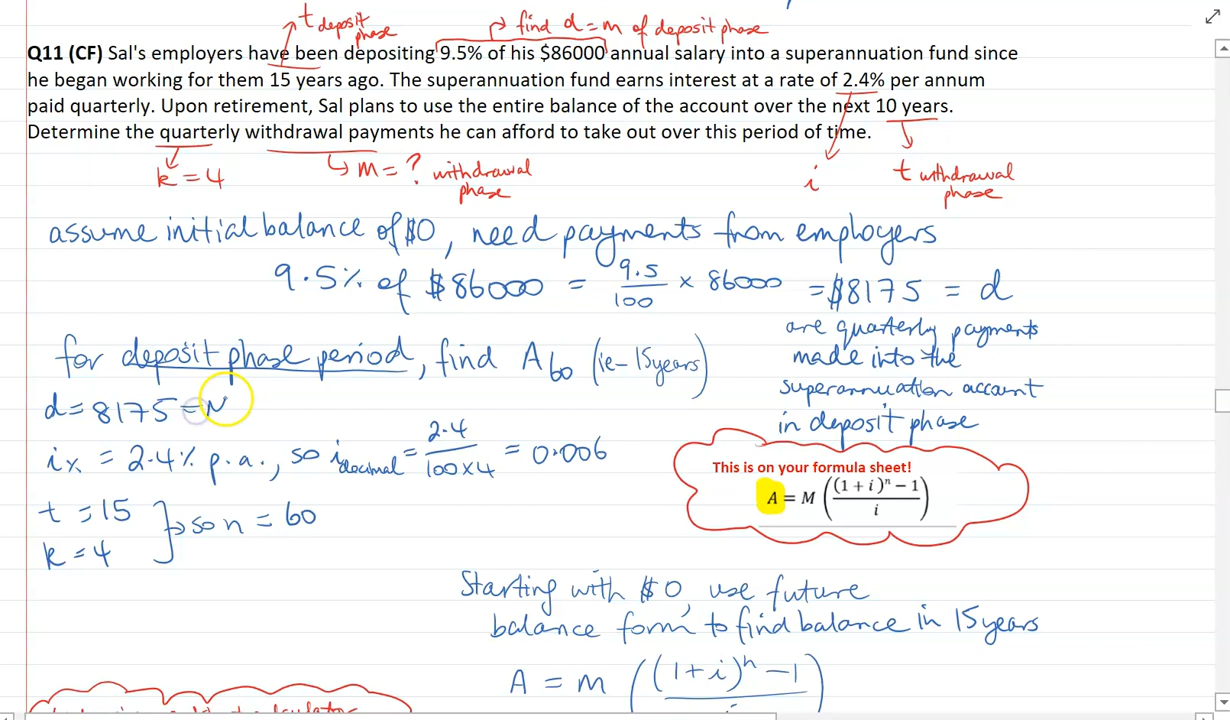 t deposit phase
find d = m of deposit phase
Q11 (CF) Sal's employers have been depositing 9.5% of his $86000 annual salary into a superannuation fund since
he began working for them 15 years ago. The superannuation fund earns interest at a rate of 2.4% per annum
paid quarterly. Upon retirement, Sal plans to use the entire balance of the account over the next 10 years.
Determine the quarterly withdrawal payments he can afford to take out over this period of time.
k = 4
m = ? withdrawal phase
i
t withdrawal phase
assume initial balance of $0, need payments from employers
9.5% of $86000 = 9.5/100 × 86000 = $8175 = d
are quarterly payments
made into the
superannuation account
in deposit phase
for deposit phase period, find A60 (ie - 15 years)
d = 8175 = N
ix = 2.4% p.a., so i decimal = 2.4/(100×4) = 0.006
t = 15
k = 4
so n = 60
This is on your formula sheet!
A = M (((1 + i)^n − 1)/i)
Starting with $0, use future
balance form to find balance in 15 years
A = m ((1+i)^n − 1